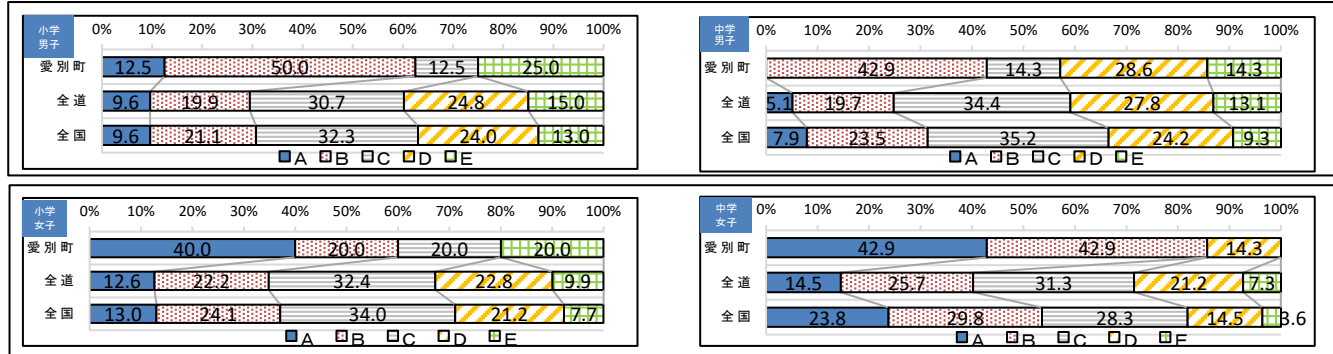 小学
男子
0% 10% 20% 30% 40% 50% 60% 70% 80% 90% 100%
愛別町 12.5 50.0 12.5 25.0
全道 9.6 19.9 30.7 24.8 15.0
全国 9.6 21.1 32.3 24.0 13.0
A B C D E
中学
男子
0% 10% 20% 30% 40% 50% 60% 70% 80% 90% 100%
愛別町 42.9 14.3 28.6 14.3
全道 5.1 19.7 34.4 27.8 13.1
全国 7.9 23.5 35.2 24.2 9.3
A B C D E
小学
女子
0% 10% 20% 30% 40% 50% 60% 70% 80% 90% 100%
愛別町 40.0 20.0 20.0 20.0
全道 12.6 22.2 32.4 22.8 9.9
全国 13.0 24.1 34.0 21.2 7.7
A B C D E
中学
女子
0% 10% 20% 30% 40% 50% 60% 70% 80% 90% 100%
愛別町 42.9 42.9 14.3
全道 14.5 25.7 31.3 21.2 7.3
全国 23.8 29.8 28.3 14.5 3.6
A B C D E